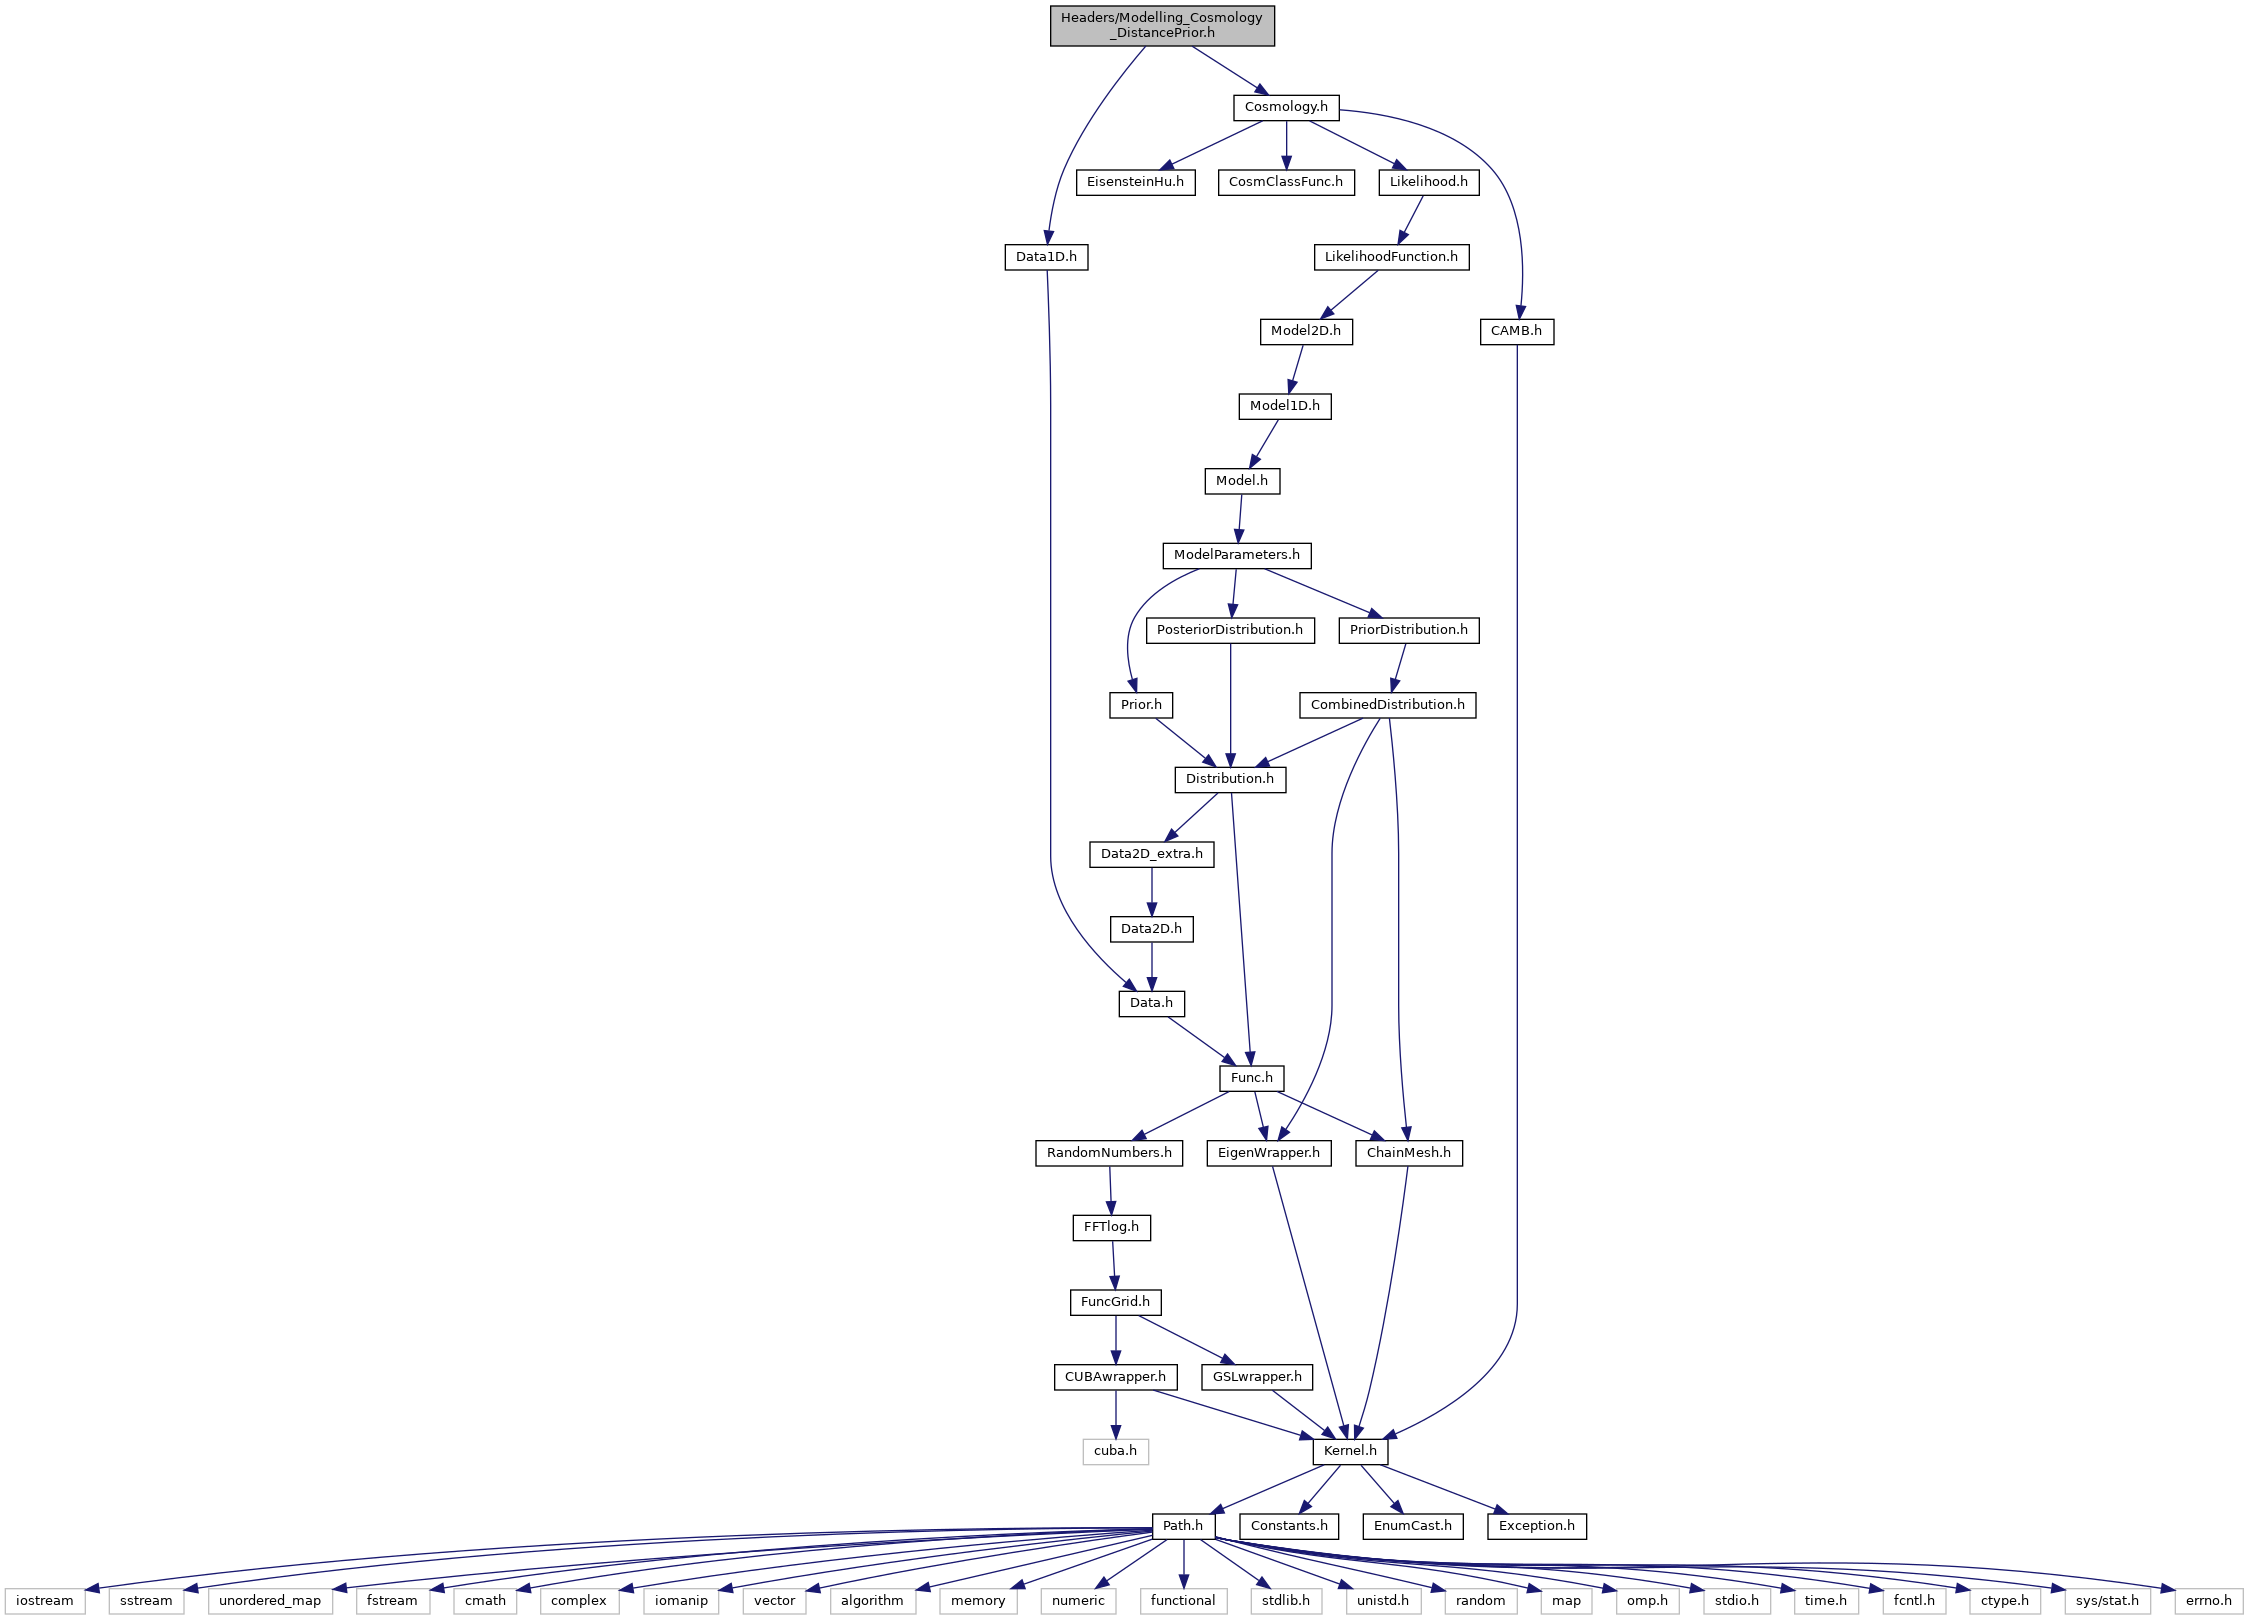 Headers/Modelling_Cosmology
_DistancePrior.h
Cosmology.h
EisensteinHu.h
CosmClassFunc.h
Likelihood.h
Data1D.h
LikelihoodFunction.h
Model2D.h
CAMB.h
Model1D.h
Model.h
ModelParameters.h
PosteriorDistribution.h
PriorDistribution.h
Prior.h
CombinedDistribution.h
Distribution.h
Data2D_extra.h
Data2D.h
Data.h
Func.h
RandomNumbers.h
EigenWrapper.h
ChainMesh.h
FFTlog.h
FuncGrid.h
CUBAwrapper.h
GSLwrapper.h
cuba.h
Kernel.h
Path.h
Constants.h
EnumCast.h
Exception.h
iostream
sstream
unordered_map
fstream
cmath
complex
iomanip
vector
algorithm
memory
numeric
functional
stdlib.h
unistd.h
random
map
omp.h
stdio.h
time.h
fcntl.h
ctype.h
sys/stat.h
errno.h